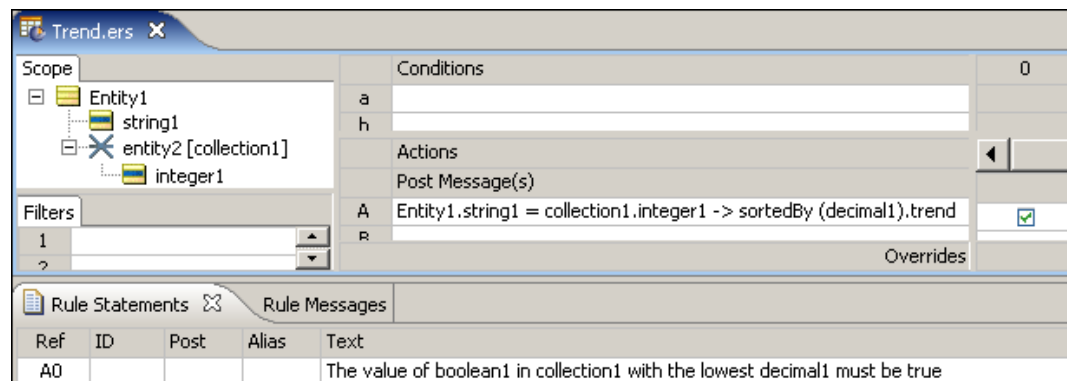 Trend.ers
Scope
Conditions
0
Entity1
a
string1
entity2 [collection1]
Actions
integer1
Post Message(s)
Filters
A
Entity1.string1 = collection1.integer1 -> sortedBy (decimal1).trend
1
Overrides
Rule Statements
Rule Messages
Ref ID Post Alias Text
A0 The value of boolean1 in collection1 with the lowest decimal1 must be true